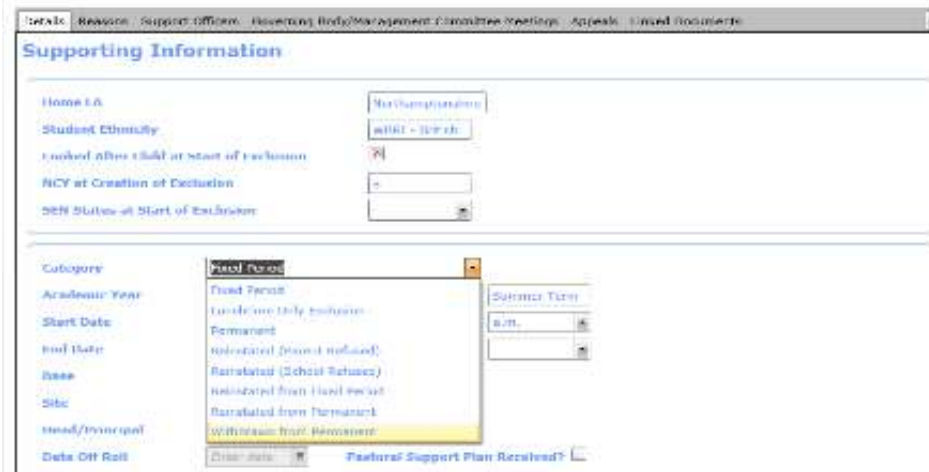 Details Reasons Support Officers Governing Body/Management Committee Meetings Appeals Linked Documents
Supporting Information
Home LA Northamptonshire
Student Ethnicity WBRI - British
Looked After Child at Start of Exclusion
NCY at Creation of Exclusion
SEN Status at Start of Exclusion
Category Fixed Period
Academic Year Fixed Period Summer Term
Lunchtime Only Exclusion
Start Date Permanent a.m.
End Date Reinstated (Parent Refused)
Base Reinstated (School Refuses)
Reinstated from Fixed Period
Site Reinstated from Permanent
Head/Principal Withdrawn from Permanent
Date Off Roll Enter date Pastoral Support Plan Received?